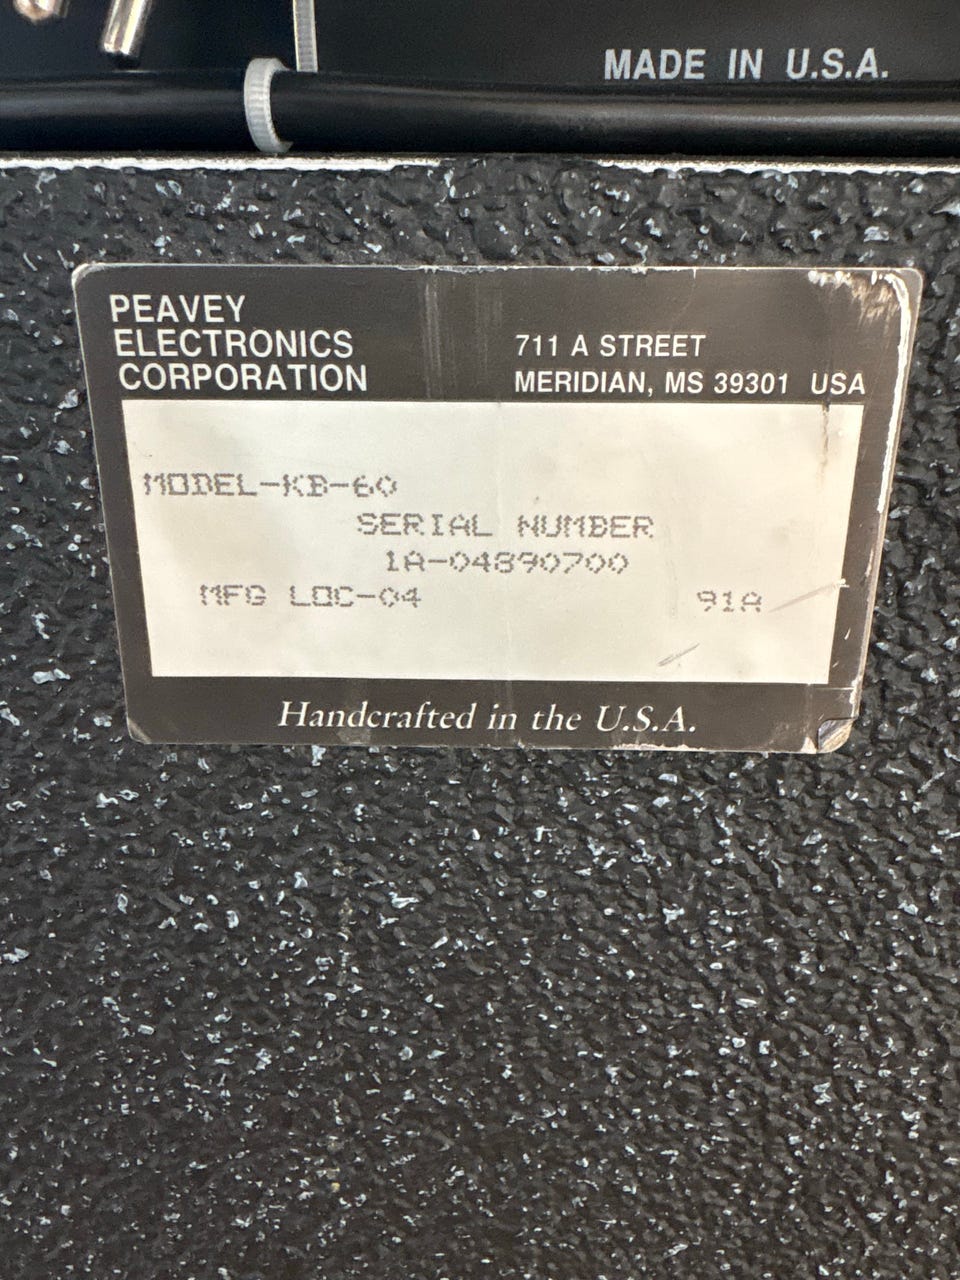 MADE IN U.S.A.
PEAVEY
ELECTRONICS
CORPORATION
711 A STREET
MERIDIAN, MS 39301 USA
MODEL-KB-60
SERIAL NUMBER
1A-04890700
MFG LOC-04 91A
Handcrafted in the U.S.A.